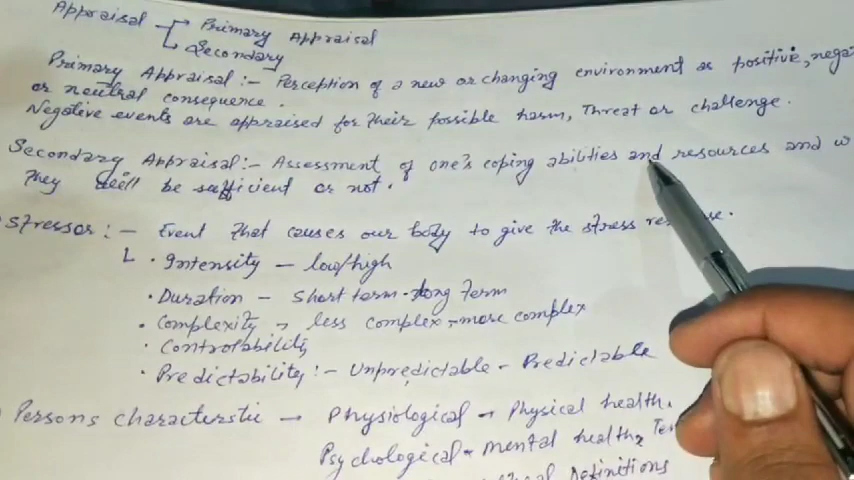 Appraisal Primary Appraisal
Secondary
Primary Appraisal :- Perception of a new or changing environment as positive, nega
or neutral consequence.
Negative events are appraised for their possible harm, Threat or challenge.
Secondary Appraisal:- Assessment of one's coping abilities and resources and w
They will be sufficient or not.
Stressor :- Event that causes our body to give the stress re se.
• Intensity - low/high
• Duration - Short term - long term
• Complexity → less complex → more complex
• Controlability
• Predictability :- Unpredictable - Predictable
Persons characterstic → Physiological → Physical health.
Psychological - mental health,
Definitions